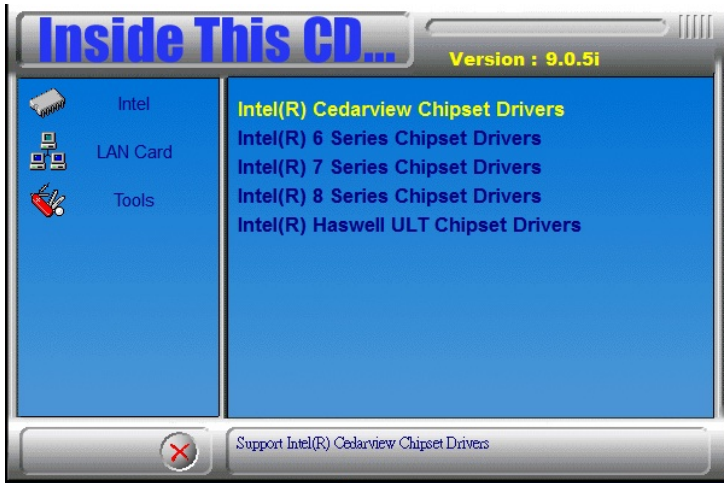 Inside This CD...
Version : 9.0.5i
Intel
LAN Card
Tools
Intel(R) Cedarview Chipset Drivers
Intel(R) 6 Series Chipset Drivers
Intel(R) 7 Series Chipset Drivers
Intel(R) 8 Series Chipset Drivers
Intel(R) Haswell ULT Chipset Drivers
Support Intel(R) Cedarview Chipset Drivers